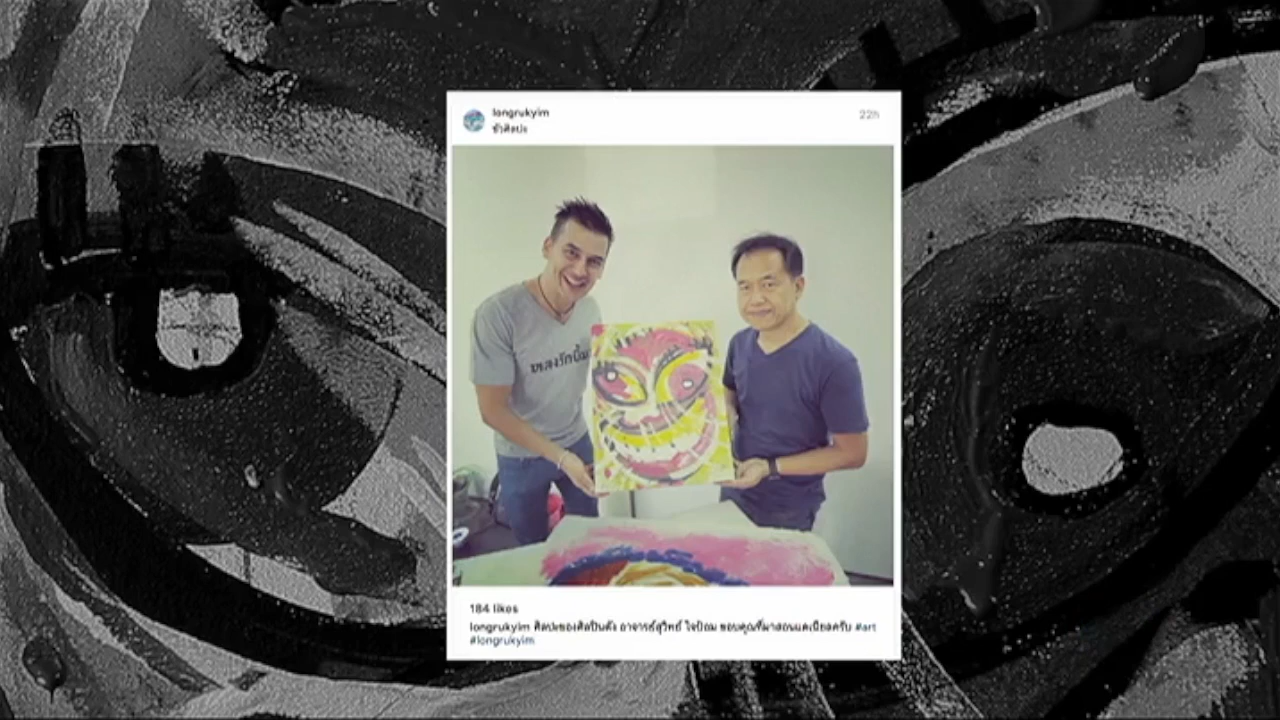 longrukyim
ขัวศิลปะ
22h
หลงรักยิ้ม
184 likes
longrukyim ศิลปะของศิลปินดัง อาจารย์สุวิทย์ ใจป้อม ขอบคุณที่มาสอนแดเนียลครับ #art
#longrukyim